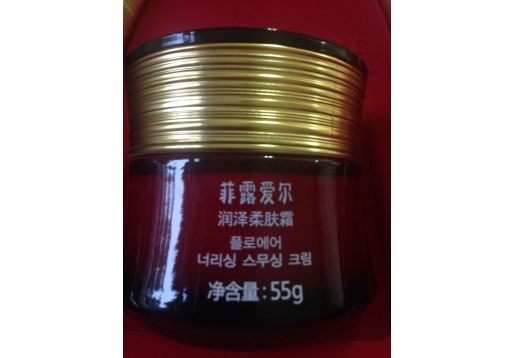 菲露爱尔
润泽柔肤霜
플로에어
너리싱 스무싱 크림
净含量:55g